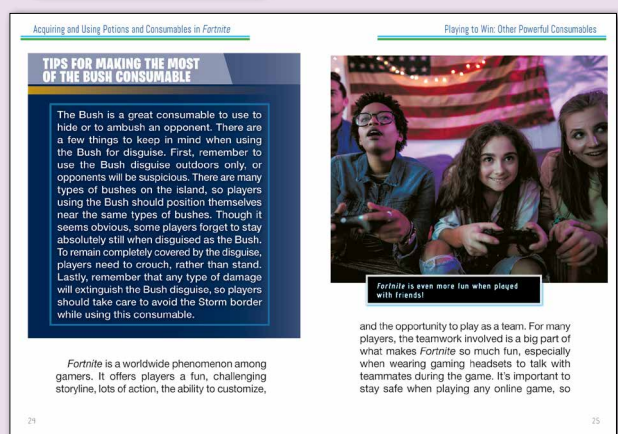 Acquiring and Using Potions and Consumables in Fortnite
TIPS FOR MAKING THE MOST
OF THE BUSH CONSUMABLE
The Bush is a great consumable to use to
hide or to ambush an opponent. There are
a few things to keep in mind when using
the Bush for disguise. First, remember to
use the Bush disguise outdoors only, or
opponents will be suspicious. There are many
types of bushes on the island, so players
using the Bush should position themselves
near the same types of bushes. Though it
seems obvious, some players forget to stay
absolutely still when disguised as the Bush.
To remain completely covered by the disguise,
players need to crouch, rather than stand.
Lastly, remember that any type of damage
will extinguish the Bush disguise, so players
should take care to avoid the Storm border
while using this consumable.
Fortnite is a worldwide phenomenon among
gamers. It offers players a fun, challenging
storyline, lots of action, the ability to customize,
24
Playing to Win: Other Powerful Consumables
Fortnite is even more fun when played
with friends!
and the opportunity to play as a team. For many
players, the teamwork involved is a big part of
what makes Fortnite so much fun, especially
when wearing gaming headsets to talk with
teammates during the game. It's important to
stay safe when playing any online game, so
25